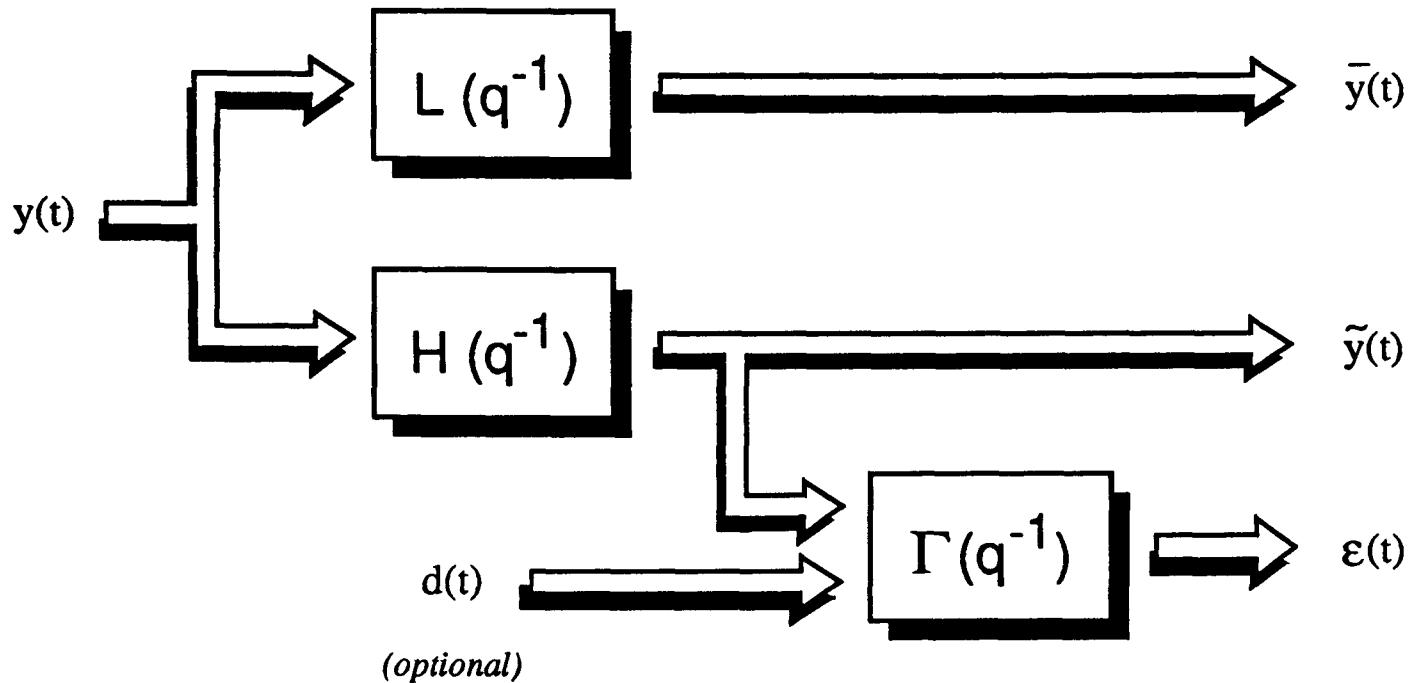 L (q⁻¹)
ȳ(t)
y(t)
H (q⁻¹)
ỹ(t)
Γ (q⁻¹)
ε(t)
d(t)
(optional)